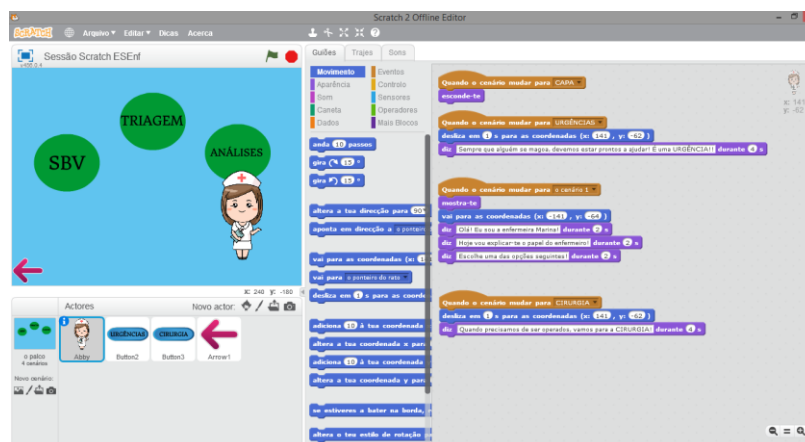 Scratch 2 Offline Editor
SCRATCH Arquivo Editar Dicas Acerca
Sessão Scratch ESEnf
v456.0.4
TRIAGEM
SBV
ANÁLISES
X: 240 y: -180
Actores
Novo actor:
o palco
4 cenários
Novo cenário:
Abby
URGÊNCIAS
Button2
CIRURGIA
Button3
Arrow1
Guiões Trajes Sons
Movimento
Aparência
Som
Caneta
Dados
Eventos
Controlo
Sensores
Operadores
Mais Blocos
anda 10 passos
gira 15 º
gira 15 º
altera a tua direcção para 90
aponta em direcção a o ponteiro
vai para as coordenadas (x:
vai para o ponteiro do rato
desliza em 1 s para as coorde
adiciona 10 à tua coordenada
altera a tua coordenada x para
adiciona 10 à tua coordenada
altera a tua coordenada y para
se estiveres a bater na borda,
altera o teu estilo de rotação
Quando o cenário mudar para CAPA
esconde-te
Quando o cenário mudar para URGÊNCIAS
desliza em 1 s para as coordenadas (x: 141 , y: -62 )
diz Sempre que alguém se magoa, devemos estar prontos a ajudar! É uma URGÊNCIA!! durante 4 s
Quando o cenário mudar para o cenário 1
mostra-te
vai para as coordenadas (x: -141 , y: -64 )
diz Olá! Eu sou a enfermeira Marina! durante 2 s
diz Hoje vou explicar-te o papel do enfermeiro! durante 2 s
diz Escolhe uma das opções seguintes! durante 2 s
Quando o cenário mudar para CIRURGIA
desliza em 1 s para as coordenadas (x: 141 , y: -62 )
diz Quando precisamos de ser operados, vamos para a CIRURGIA! durante 4 s
x: 141
y: -62